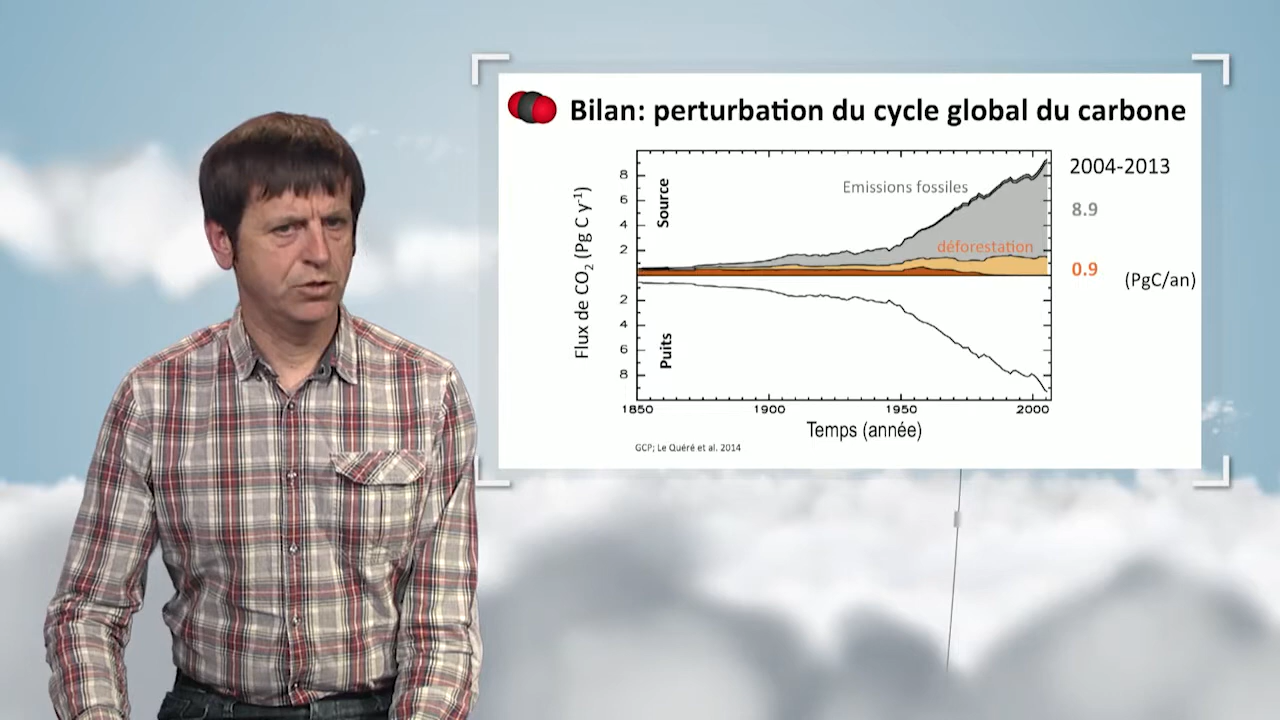 Bilan: perturbation du cycle global du carbone
2004-2013
8
Emissions fossiles
6
8.9
4
2
déforestation
0.9
(PgC/an)
Source
Flux de CO2 (Pg C y-1)
Puits
2
4
6
8
1850
1900
1950
2000
Temps (année)
GCP; Le Quéré et al. 2014